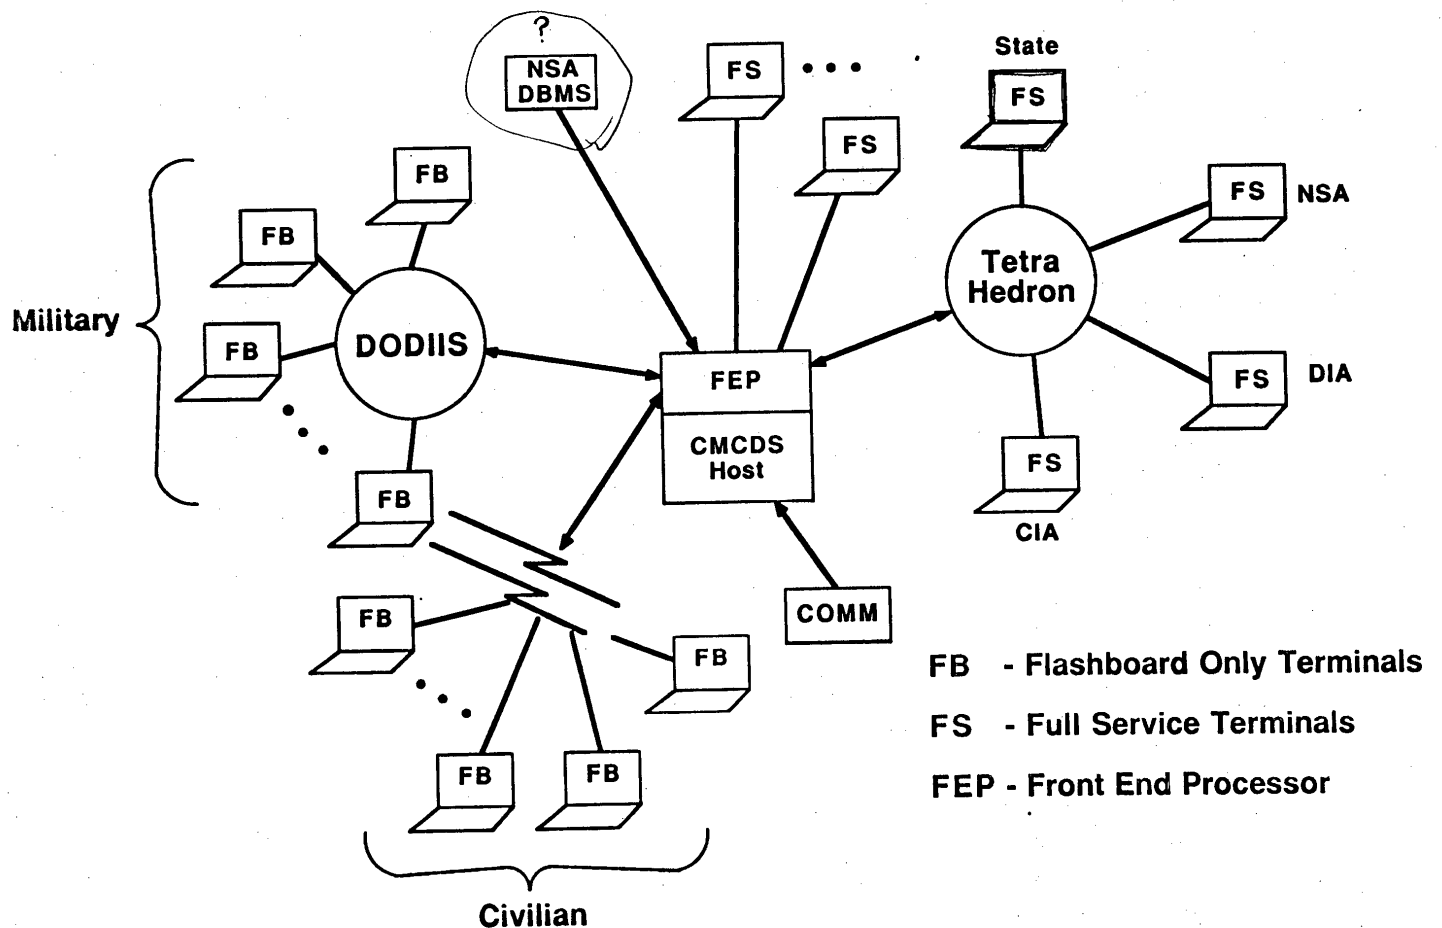 ?
NSA
DBMS
FS
State
FS
FS
FB
FS
NSA
FB
Tetra
Hedron
Military
FB
DODIIS
FEP
FS
DIA
CMCDS
Host
FB
FS
CIA
COMM
FB
FB
FB
FB
Civilian
FB - Flashboard Only Terminals
FS - Full Service Terminals
FEP - Front End Processor